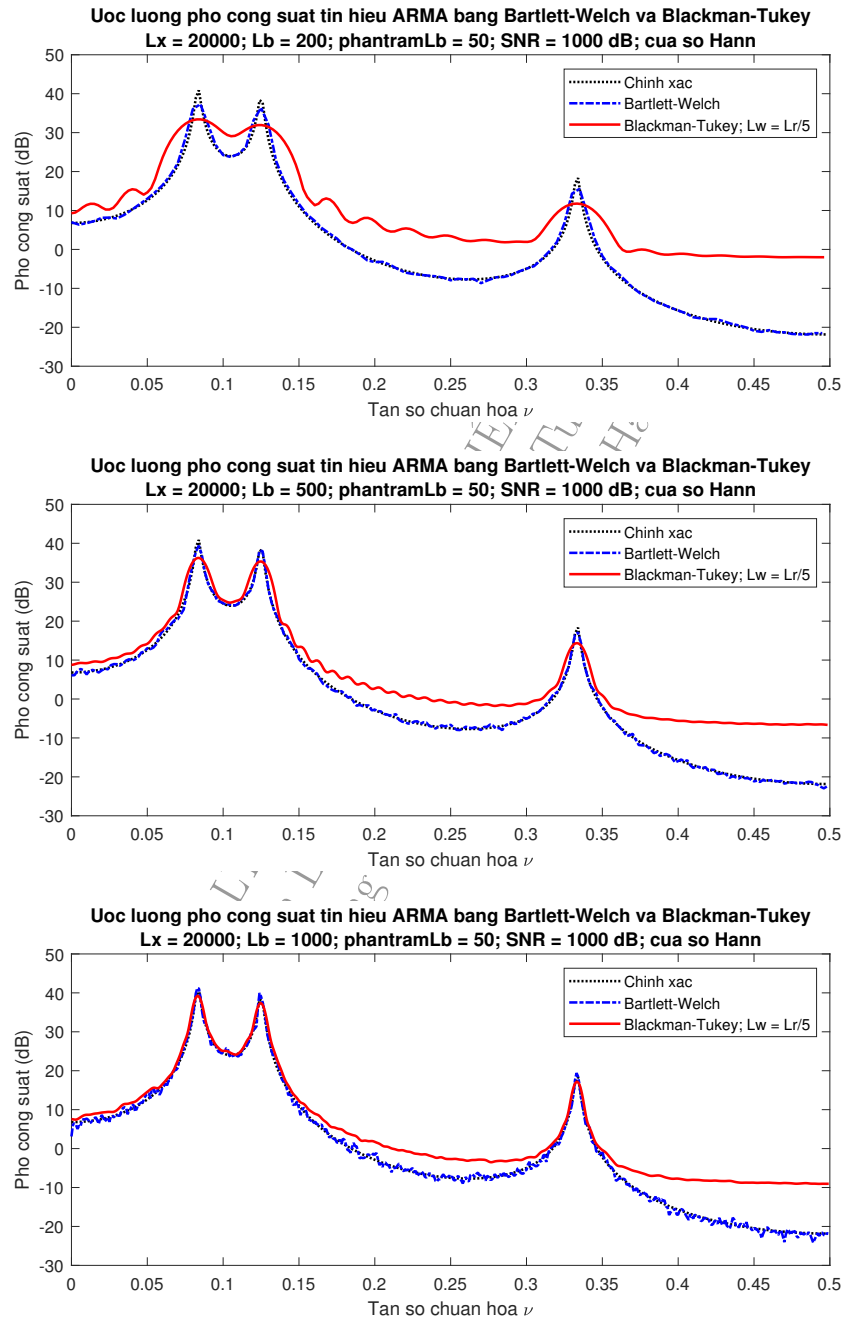 Uoc luong pho cong suat tin hieu ARMA bang Bartlett-Welch va Blackman-Tukey
Lx = 20000; Lb = 200; phantramLb = 50; SNR = 1000 dB; cua so Hann
50
40
30
20
10
0
-10
-20
-30
Pho cong suat (dB)
Chinh xac
Bartlett-Welch
Blackman-Tukey; Lw = Lr/5
0 0.05 0.1 0.15 0.2 0.25 0.3 0.35 0.4 0.45 0.5
Tan so chuan hoa ν
Uoc luong pho cong suat tin hieu ARMA bang Bartlett-Welch va Blackman-Tukey
Lx = 20000; Lb = 500; phantramLb = 50; SNR = 1000 dB; cua so Hann
50
40
30
20
10
0
-10
-20
-30
Pho cong suat (dB)
Chinh xac
Bartlett-Welch
Blackman-Tukey; Lw = Lr/5
0 0.05 0.1 0.15 0.2 0.25 0.3 0.35 0.4 0.45 0.5
Tan so chuan hoa ν
Uoc luong pho cong suat tin hieu ARMA bang Bartlett-Welch va Blackman-Tukey
Lx = 20000; Lb = 1000; phantramLb = 50; SNR = 1000 dB; cua so Hann
50
40
30
20
10
0
-10
-20
-30
Pho cong suat (dB)
Chinh xac
Bartlett-Welch
Blackman-Tukey; Lw = Lr/5
0 0.05 0.1 0.15 0.2 0.25 0.3 0.35 0.4 0.45 0.5
Tan so chuan hoa ν